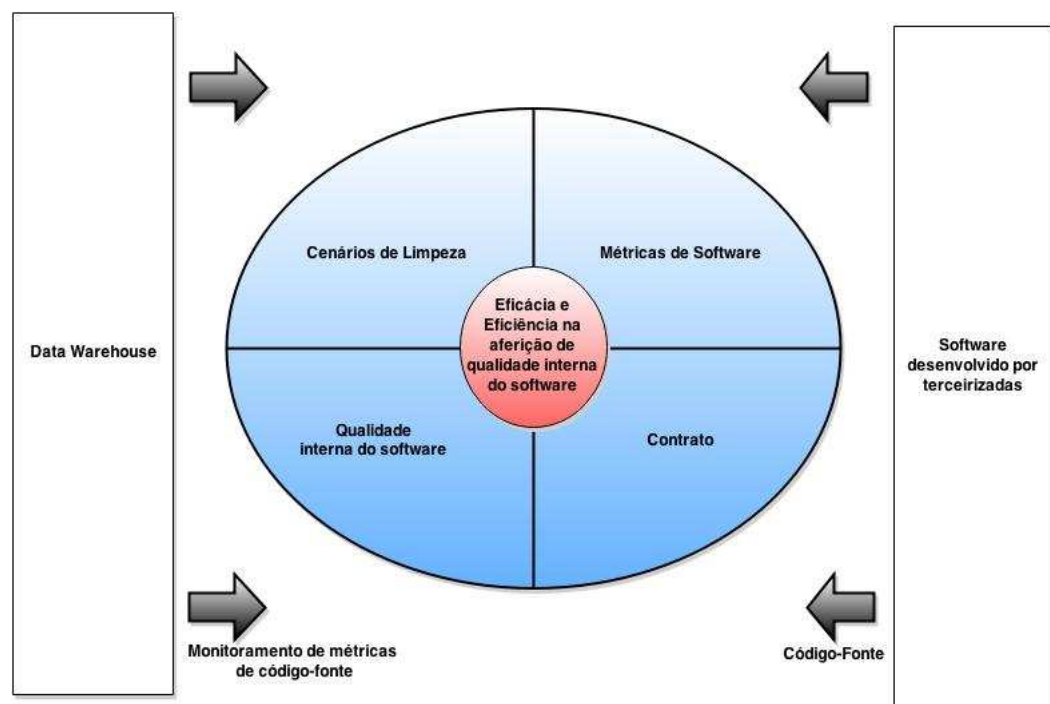 Data Warehouse
Cenários de Limpeza
Métricas de Software
Eficácia e
Eficiência na
aferição de
qualidade interna
do software
Qualidade
interna do software
Contrato
Software
desenvolvido por
terceirizadas
Monitoramento de métricas
de código-fonte
Código-Fonte